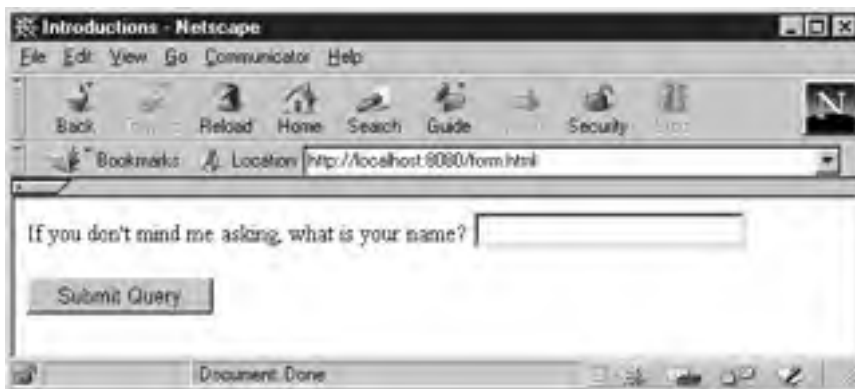 Introductions - Netscape
File Edit View Go Communicator Help
Back Reload Home Search Guide Security
Bookmarks Location http://localhost:8080/form.html
N
If you don't mind me asking, what is your name?
Submit Query
Document: Done